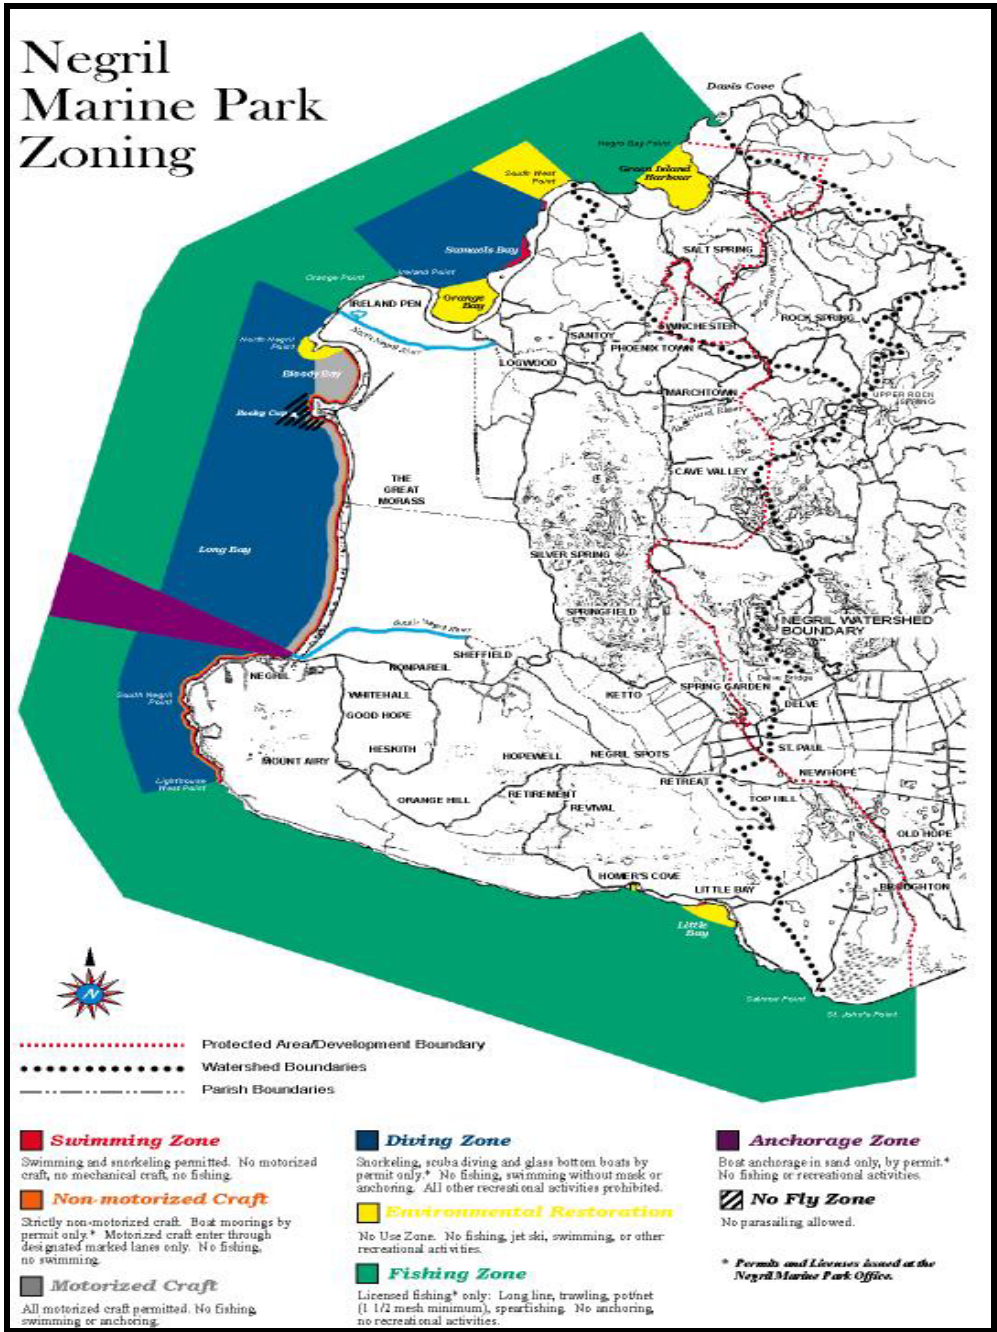 Negril
Marine Park
Zoning
Davis Cove
Negro Bay Point
Green Island
Harbour
South West
Point
SALT SPRING
Samuels Bay
Orange Point
Ireland Point
Orange
Bay
IRELAND PEN
ROCK SPRING
WINCHESTER
SANTOY
North Negril
Point
North Negril River
PHOENIX TOWN
LOGWOOD
Bloody Bay
MARCHTOWN
UPPER ROCK
SPRING
Booby Cay
CAVE VALLEY
THE
GREAT
MORASS
Long Bay
SILVER SPRING
SPRINGFIELD
NEGRIL WATERSHED
BOUNDARY
South Negril River
SHEFFIELD
NONPAREIL
NEGRIL
Delve Bridge
SPRING GARDEN
South Negril
Point
WHITEHALL
KETTO
DELVE
GOOD HOPE
HESKITH
HOPEWELL
NEGRIL SPOTS
ST. PAUL
MOUNT AIRY
NEWHOPE
Lighthouse
West Point
RETREAT
ORANGE HILL
RETIREMENT
REVIVAL
TOP HILL
OLD HOPE
HOMER'S COVE
LITTLE BAY
BROUGHTON
Little
Bay
N
Salmon Point
St. John's Point
Protected Area/Development Boundary
Watershed Boundaries
Parish Boundaries
Swimming Zone
Swimming and snorkeling permitted. No motorized
craft, no mechanical craft, no fishing.
Non-motorized Craft
Strictly non-motorized craft. Boat moorings by
permit only.* Motorized craft enter through
designated marked lanes only. No fishing,
no swimming.
Motorized Craft
All motorized craft permitted. No fishing,
swimming or anchoring.
Diving Zone
Snorkeling, scuba diving and glass bottom boats by
permit only.* No fishing, swimming without mask or
anchoring. All other recreational activities prohibited.
Environmental Restoration
No Use Zone. No fishing, jet ski, swimming, or other
recreational activities.
Fishing Zone
Licensed fishing* only: Long line, trawling, pot/net
(1 1/2 mesh minimum), spearfishing. No anchoring,
no recreational activities.
Anchorage Zone
Boat anchorage in sand only, by permit.*
No fishing or recreational activities.
No Fly Zone
No parasailing allowed.
* Permits and Licenses issued at the
Negril Marine Park Office.